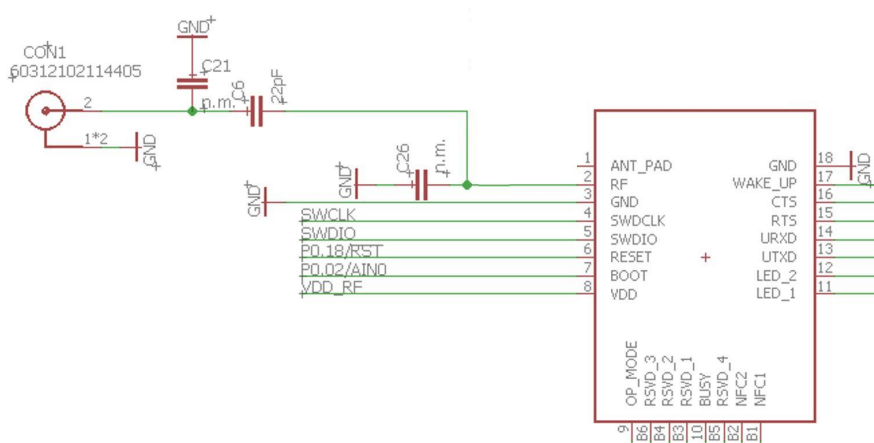 GND
CON1
60312102114405
C21
n.m.
C6
22pF
2
1*2
GND
C26
n.m.
GND
GND
SWCLK
SWDIO
P0.18/RST
P0.02/AIN0
VDD_RF
1 ANT_PAD
2 RF
3 GND
4 SWDCLK
5 SWDIO
6 RESET
7 BOOT
8 VDD
GND 18
GND
WAKE_UP 17
CTS 16
RTS 15
URXD 14
UTXD 13
LED_2 12
LED_1 11
OP_MODE 9
RSVD_3 B6
RSVD_2 B4
RSVD_1 B3
BUSY 10
RSVD_4 B5
NFC2 B2
NFC1 B1